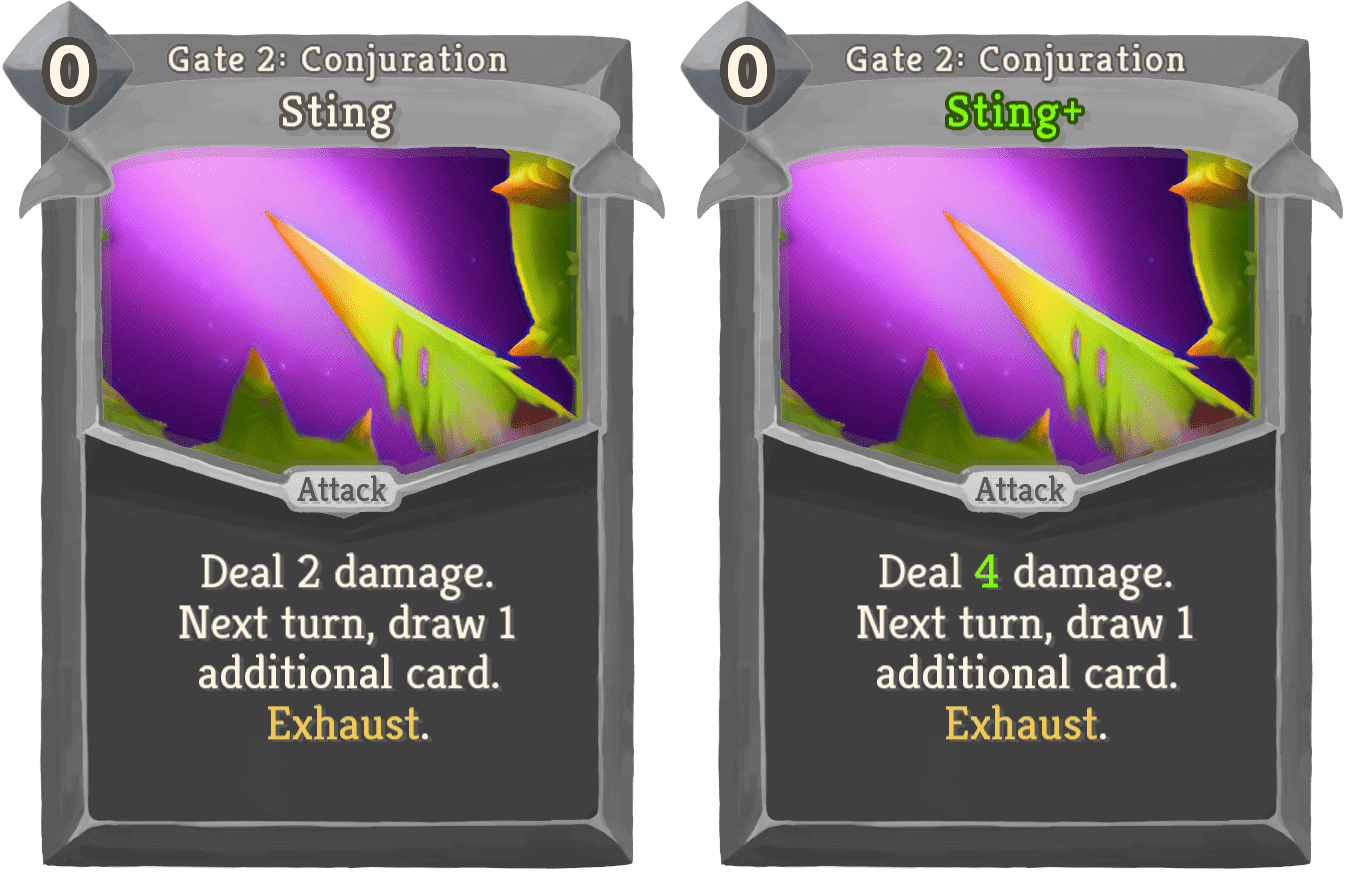 0
Gate 2: Conjuration
Sting
Attack
Deal 2 damage.
Next turn, draw 1
additional card.
Exhaust.
0
Gate 2: Conjuration
Sting+
Attack
Deal 4 damage.
Next turn, draw 1
additional card.
Exhaust.